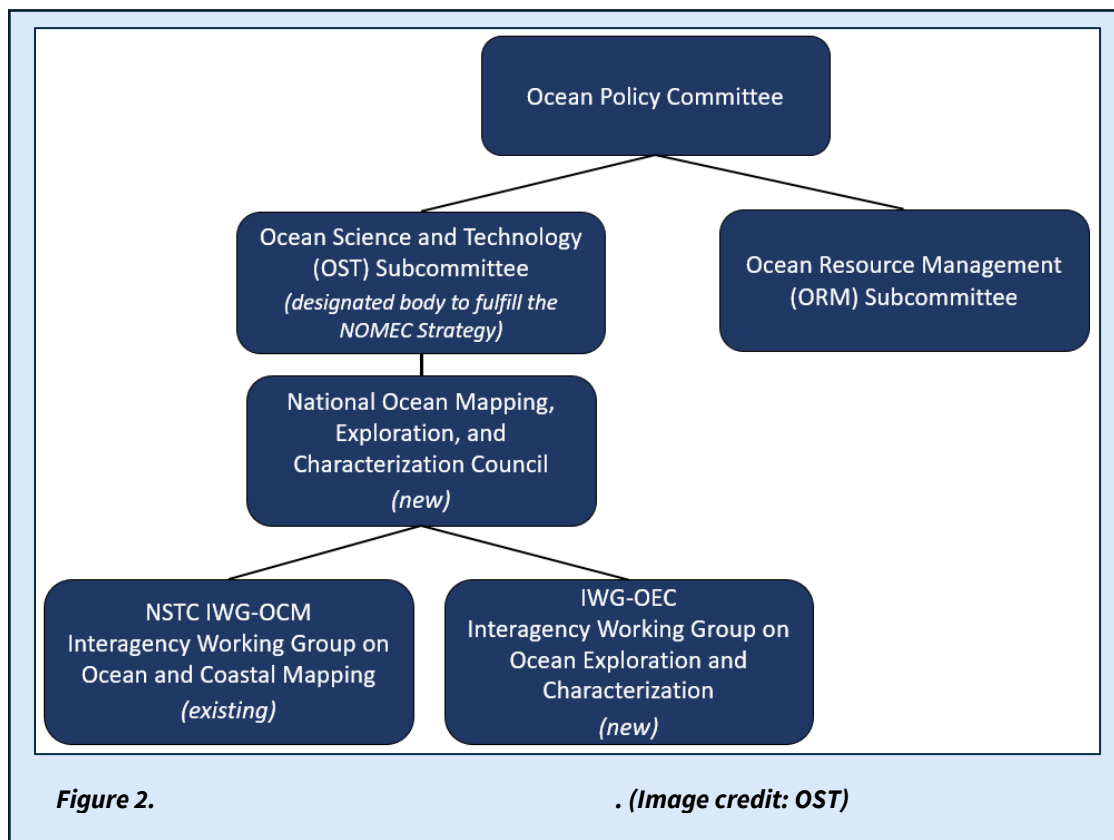 Ocean Policy Committee
Ocean Science and Technology
(OST) Subcommittee
(designated body to fulfill the
NOMEC Strategy)
Ocean Resource Management
(ORM) Subcommittee
National Ocean Mapping,
Exploration, and
Characterization Council
(new)
NSTC IWG-OCM
Interagency Working Group on
Ocean and Coastal Mapping
(existing)
IWG-OEC
Interagency Working Group on
Ocean Exploration and
Characterization
(new)
Figure 2. . (Image credit: OST)